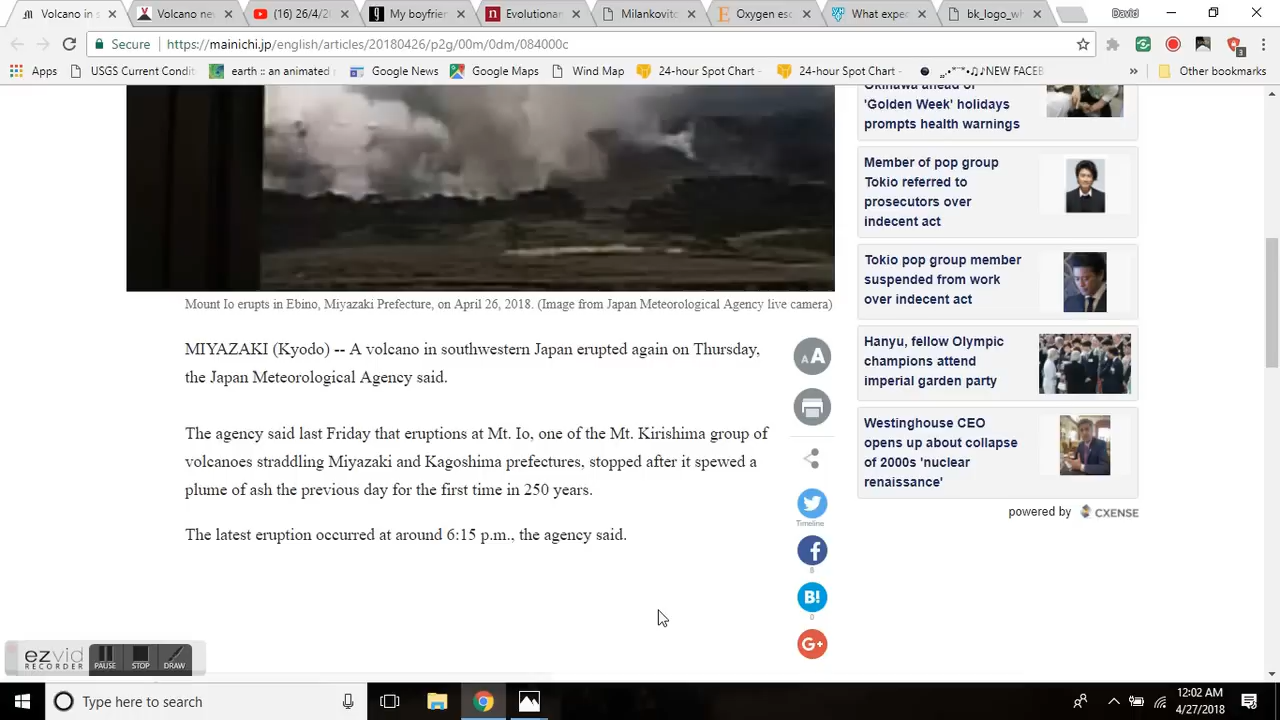 Volcano in s
Volcano ne
(16) 26/4/2
My boyfrie
Evolutionar
Milankovito
Oxygen esc
What expec
bk_logo_wh
David
Secure
https://mainichi.jp/english/articles/20180426/p2g/00m/0dm/084000c
Apps
USGS Current Condit
earth :: an animated
Google News
Google Maps
Wind Map
24-hour Spot Chart -
24-hour Spot Chart -
NEW FACEB
»
Other bookmarks
Okinawa ahead of
'Golden Week' holidays
prompts health warnings
Member of pop group
Tokio referred to
prosecutors over
indecent act
Tokio pop group member
suspended from work
over indecent act
Hanyu, fellow Olympic
champions attend
imperial garden party
Westinghouse CEO
opens up about collapse
of 2000s 'nuclear
renaissance'
powered by CXENSE
Mount Io erupts in Ebino, Miyazaki Prefecture, on April 26, 2018. (Image from Japan Meteorological Agency live camera)
MIYAZAKI (Kyodo) -- A volcano in southwestern Japan erupted again on Thursday,
the Japan Meteorological Agency said.
The agency said last Friday that eruptions at Mt. Io, one of the Mt. Kirishima group of
volcanoes straddling Miyazaki and Kagoshima prefectures, stopped after it spewed a
plume of ash the previous day for the first time in 250 years.
The latest eruption occurred at around 6:15 p.m., the agency said.
AA
Timeline
f
B!
0
G+
ezvid
RECORDER
PAUSE
STOP
DRAW
Type here to search
12:02 AM
4/27/2018